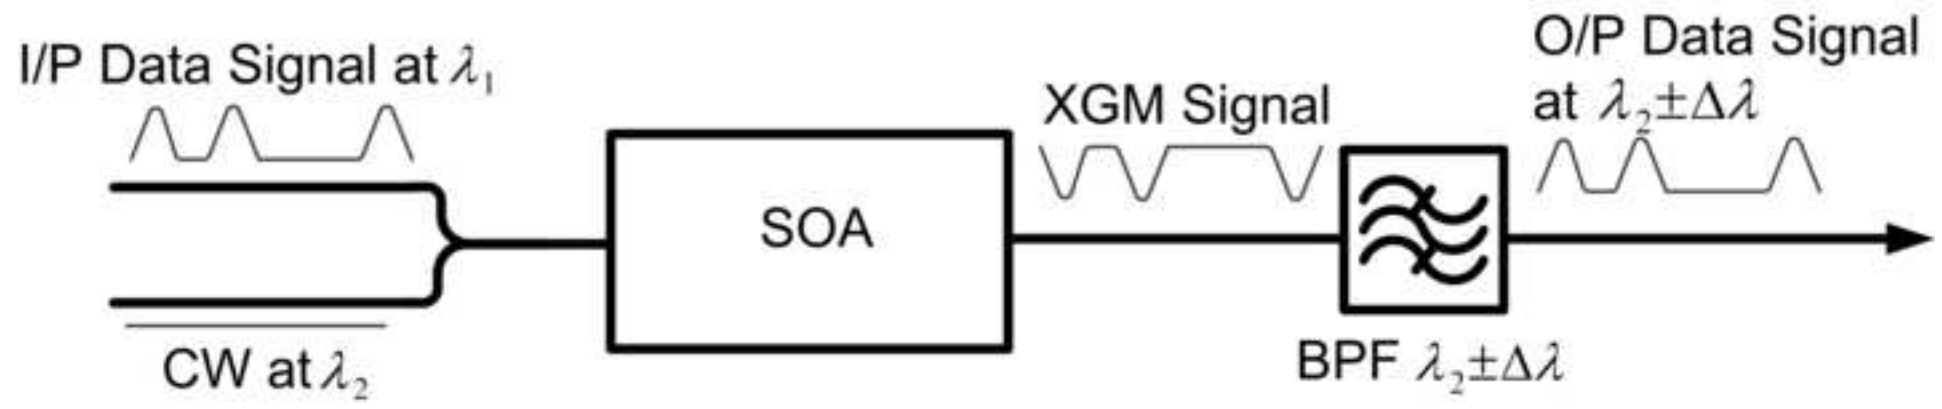 I/P Data Signal at λ₁
CW at λ₂
SOA
XGM Signal
BPF λ₂±Δλ
O/P Data Signal
at λ₂±Δλ